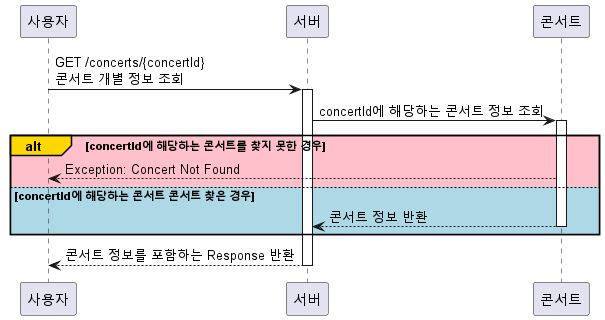 사용자 서버 콘서트
GET /concerts/{concertId}
콘서트 개별 정보 조회
concertId에 해당하는 콘서트 정보 조회
alt [concertId에 해당하는 콘서트를 찾지 못한 경우]
Exception: Concert Not Found
[concertId에 해당하는 콘서트 콘서트 찾은 경우]
콘서트 정보 반환
콘서트 정보를 포함하는 Response 반환
사용자 서버 콘서트